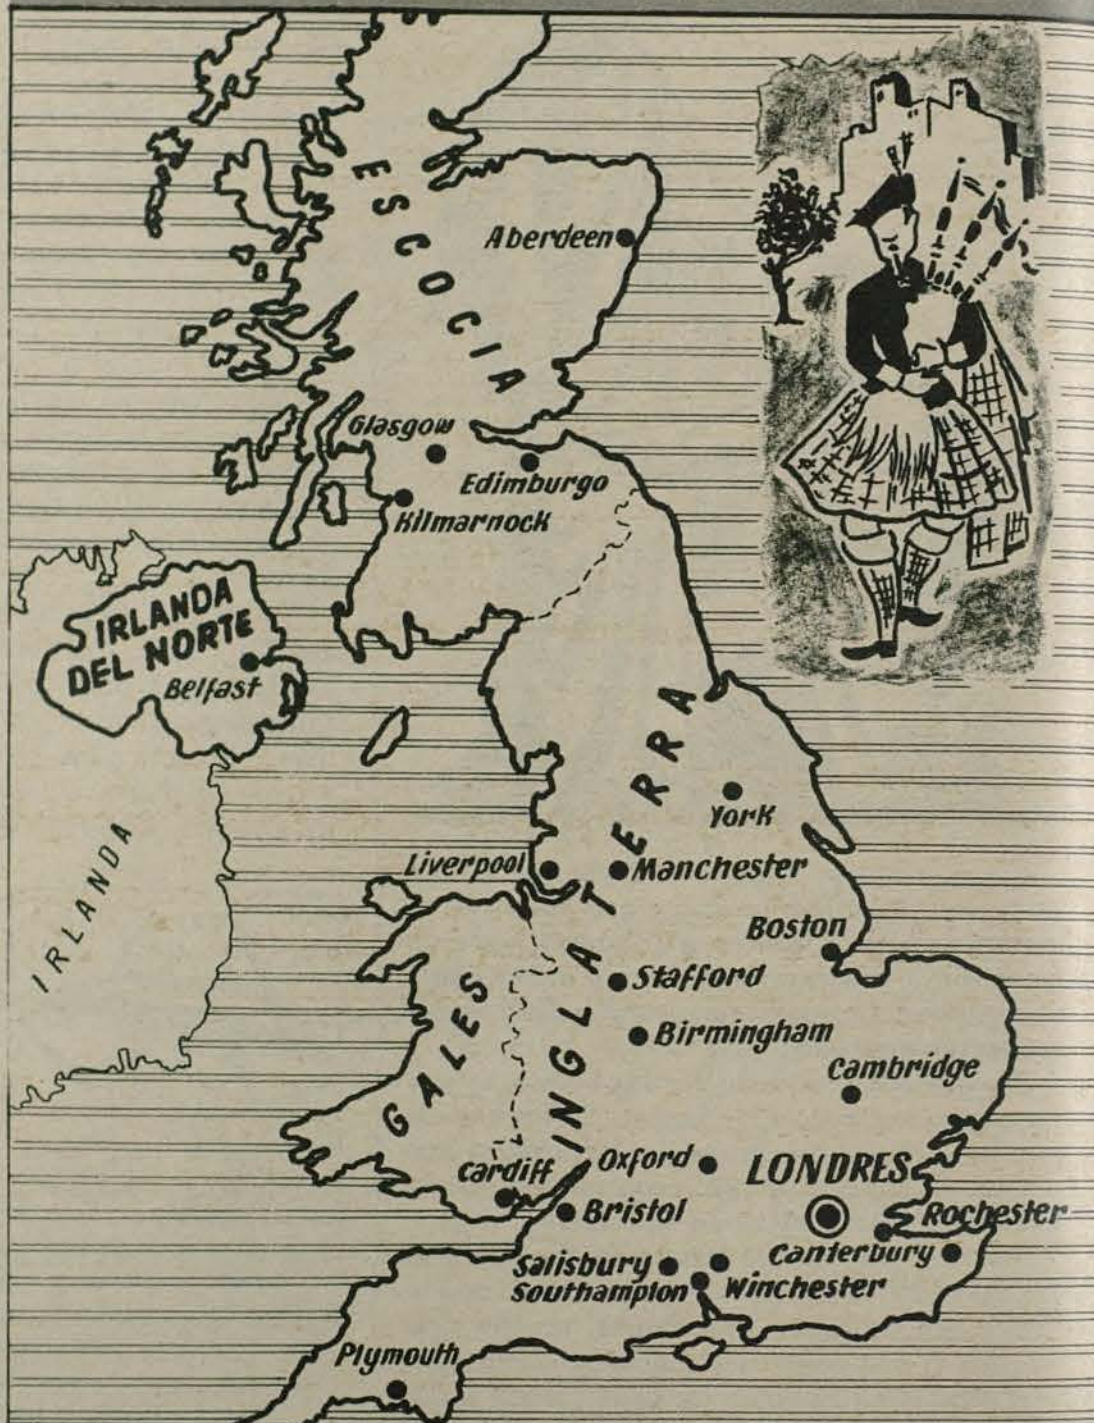 ESCOCIA
Aberdeen
Glasgow
Edimburgo
Kilmarnock
IRLANDA
DEL NORTE
Belfast
IRLANDA
INGLATERRA
York
Liverpool
Manchester
Boston
Stafford
GALES
Birmingham
Cambridge
Cardiff
Oxford
LONDRES
Bristol
Rochester
Canterbury
Salisbury
Southampton
Winchester
Plymouth